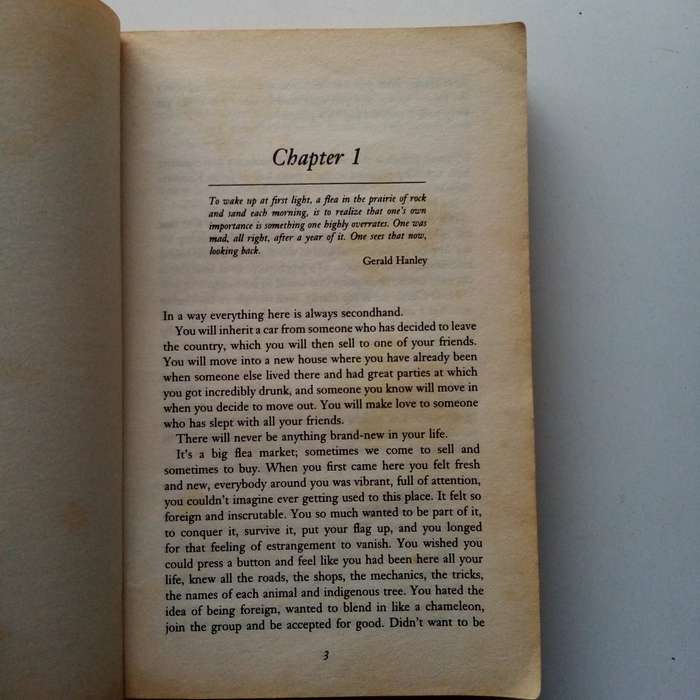 Chapter 1
To wake up at first light, a flea in the prairie of rock
and sand each morning, is to realize that one's own
importance is something one highly overrates. One was
mad, all right, after a year of it. One sees that now,
looking back.
Gerald Hanley
In a way everything here is always secondhand.
You will inherit a car from someone who has decided to leave
the country, which you will then sell to one of your friends.
You will move into a new house where you have already been
when someone else lived there and had great parties at which
you got incredibly drunk, and someone you know will move in
when you decide to move out. You will make love to someone
who has slept with all your friends.
There will never be anything brand-new in your life.
It's a big flea market; sometimes we come to sell and
sometimes to buy. When you first came here you felt fresh
and new, everybody around you was vibrant, full of attention,
you couldn't imagine ever getting used to this place. It felt so
foreign and inscrutable. You so much wanted to be part of it,
to conquer it, survive it, put your flag up, and you longed
for that feeling of estrangement to vanish. You wished you
could press a button and feel like you had been here all your
life, knew all the roads, the shops, the mechanics, the tricks,
the names of each animal and indigenous tree. You hated the
idea of being foreign, wanted to blend in like a chameleon,
join the group and be accepted for good. Didn't want to be
3